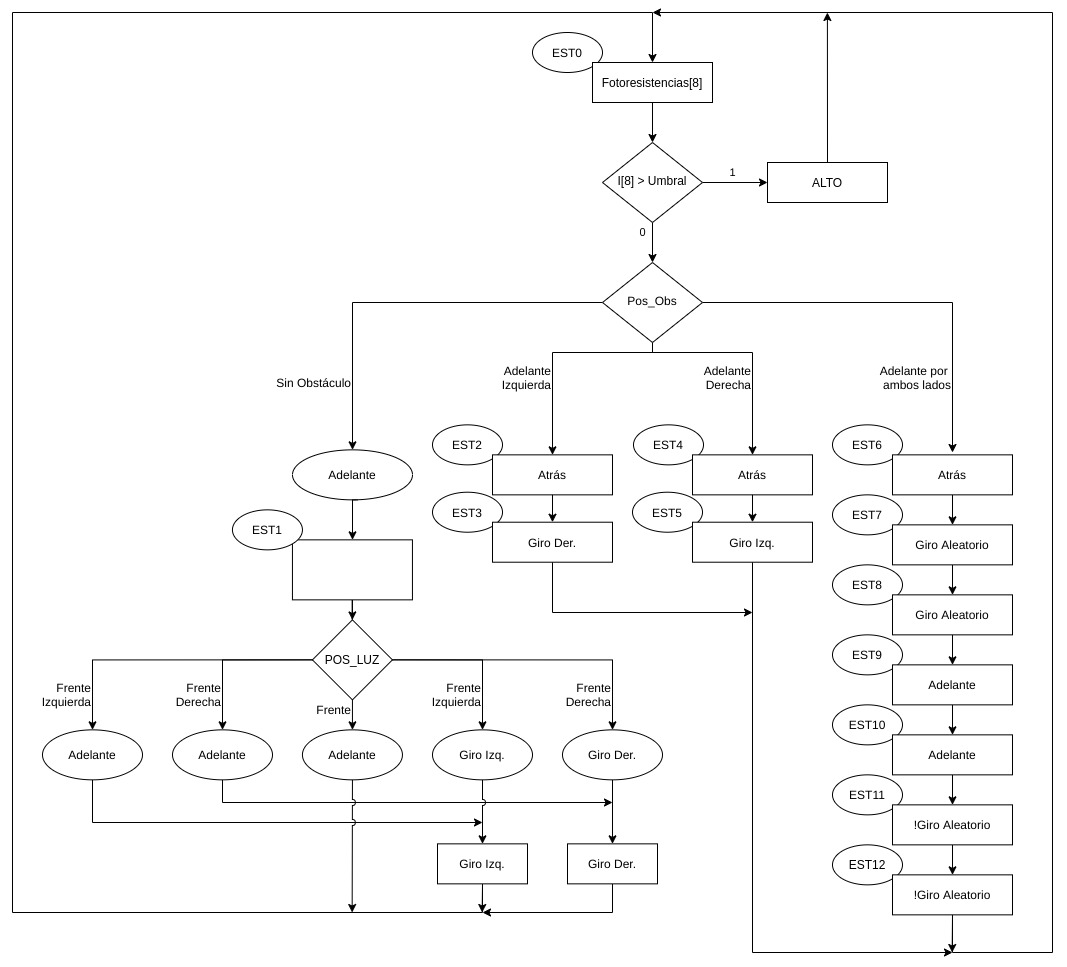 EST0
Fotoresistencias[8]
I[8] > Umbral
1
ALTO
0
Pos_Obs
Sin Obstáculo
Adelante
Izquierda
Adelante
Derecha
Adelante por
ambos lados
Adelante
EST1
EST2
Atrás
EST3
Giro Der.
EST4
Atrás
EST5
Giro Izq.
EST6
Atrás
EST7
Giro Aleatorio
EST8
Giro Aleatorio
EST9
Adelante
EST10
Adelante
EST11
!Giro Aleatorio
EST12
!Giro Aleatorio
POS_LUZ
Frente
Izquierda
Frente
Derecha
Frente
Frente
Izquierda
Frente
Derecha
Adelante
Adelante
Adelante
Giro Izq.
Giro Der.
Giro Izq.
Giro Der.